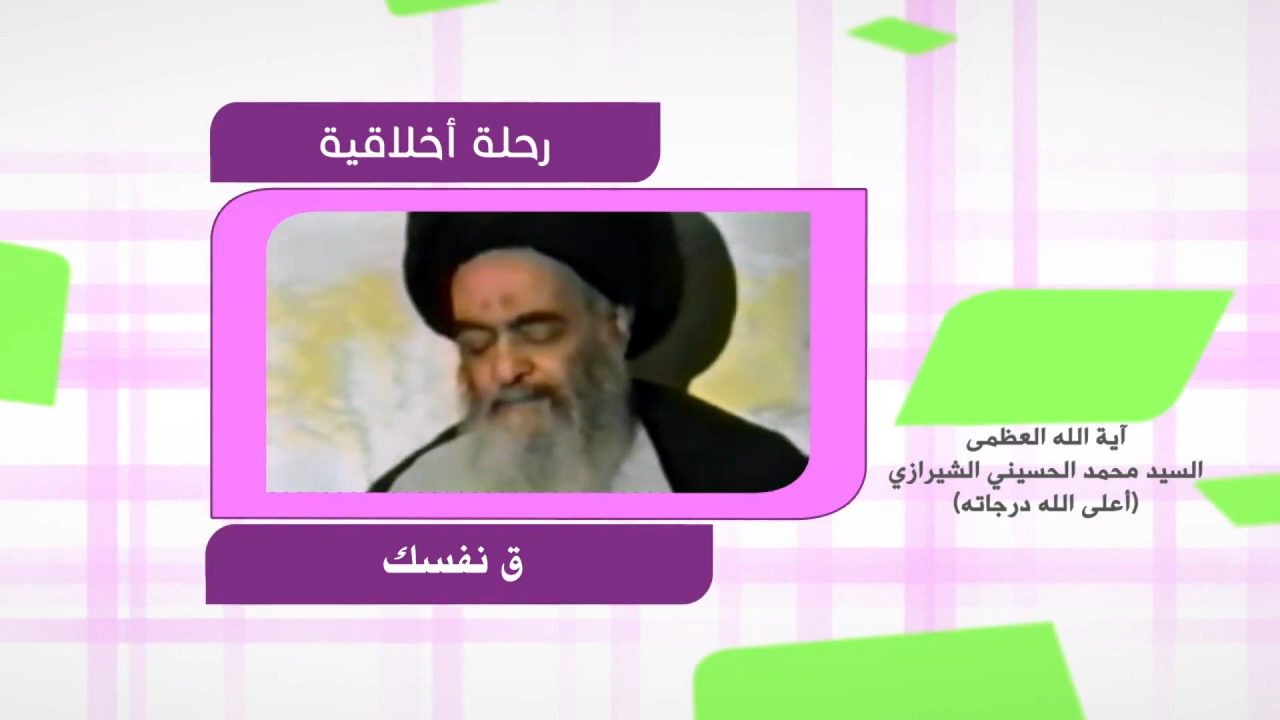 رحلة أخلاقية
آية الله العظمى
السيد محمد الحسيني الشيرازي
(أعلى الله درجاته)
ق نفسك